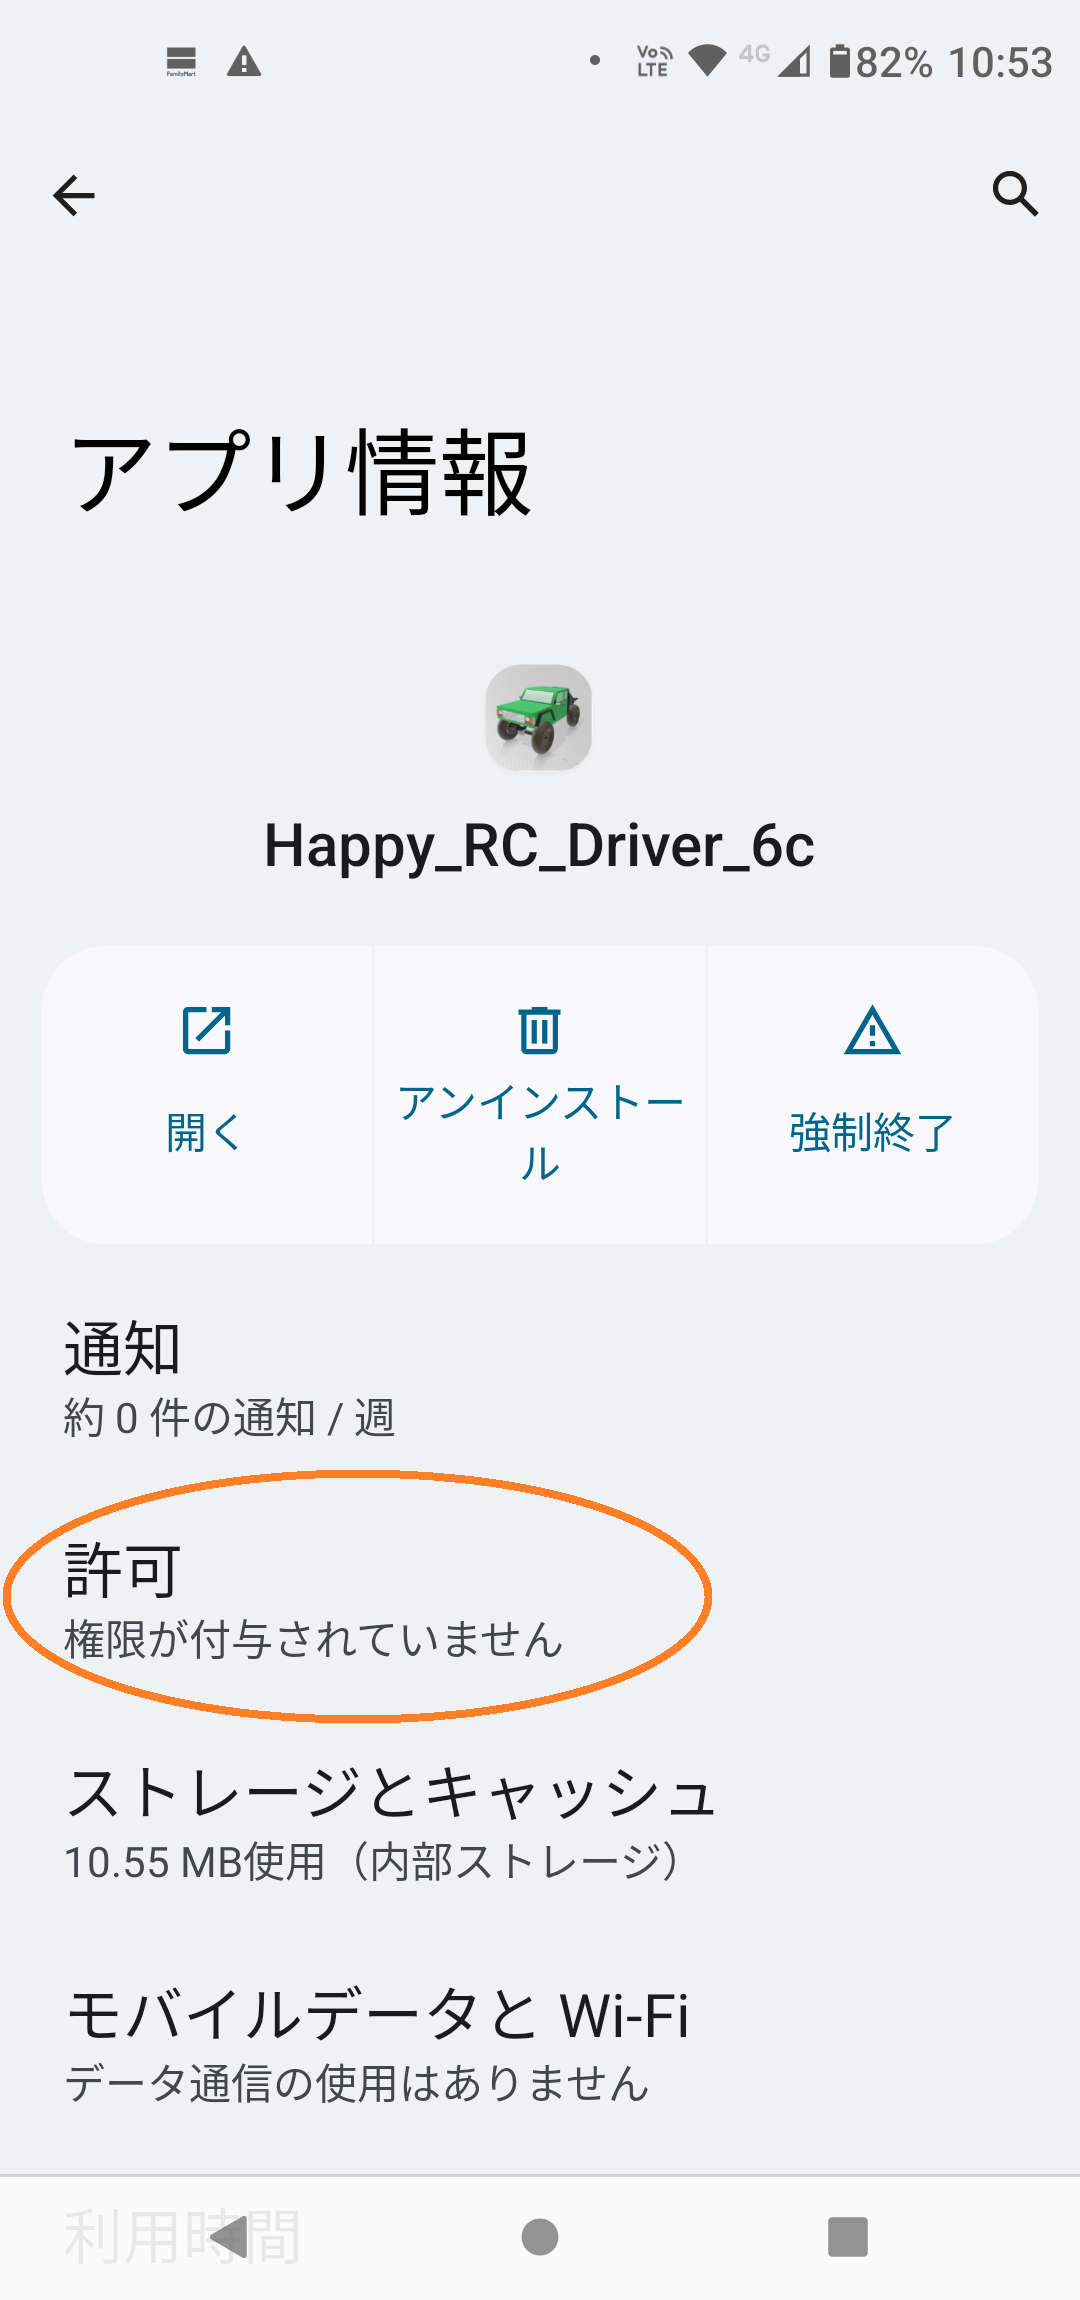 FamilyMart
Vo LTE 4G 82% 10:53
アプリ情報
Happy_RC_Driver_6c
開く
アンインストー
ル
強制終了
通知
約 0 件の通知 / 週
許可
権限が付与されていません
ストレージとキャッシュ
10.55 MB使用（内部ストレージ）
モバイルデータと Wi-Fi
データ通信の使用はありません
利用時間